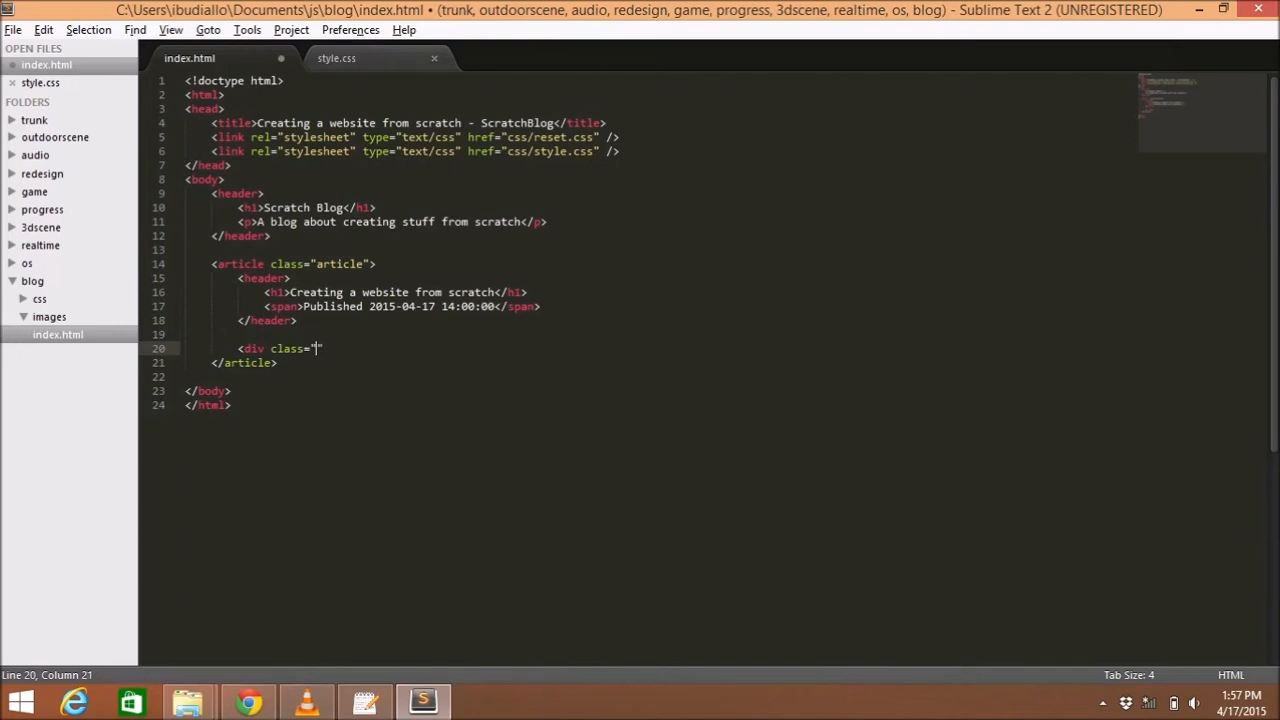 C:\Users\ibudiallo\Documents\js\blog\index.html • (trunk, outdoorscene, audio, redesign, game, progress, 3dscene, realtime, os, blog) - Sublime Text 2 (UNREGISTERED)
File Edit Selection Find View Goto Tools Project Preferences Help
OPEN FILES
index.html
style.css
FOLDERS
trunk
outdoorscene
audio
redesign
game
progress
3dscene
realtime
os
blog
css
images
index.html
index.html style.css
1 <!doctype html>
2 <html>
3 <head>
4 <title>Creating a website from scratch - ScratchBlog</title>
5 <link rel="stylesheet" type="text/css" href="css/reset.css" />
6 <link rel="stylesheet" type="text/css" href="css/style.css" />
7 </head>
8 <body>
9 <header>
10 <h1>Scratch Blog</h1>
11 <p>A blog about creating stuff from scratch</p>
12 </header>
13
14 <article class="article">
15 <header>
16 <h1>Creating a website from scratch</h1>
17 <span>Published 2015-04-17 14:00:00</span>
18 </header>
19
20 <div class=""
21 </article>
22
23 </body>
24 </html>
Line 20, Column 21 Tab Size: 4 HTML
1:57 PM
4/17/2015